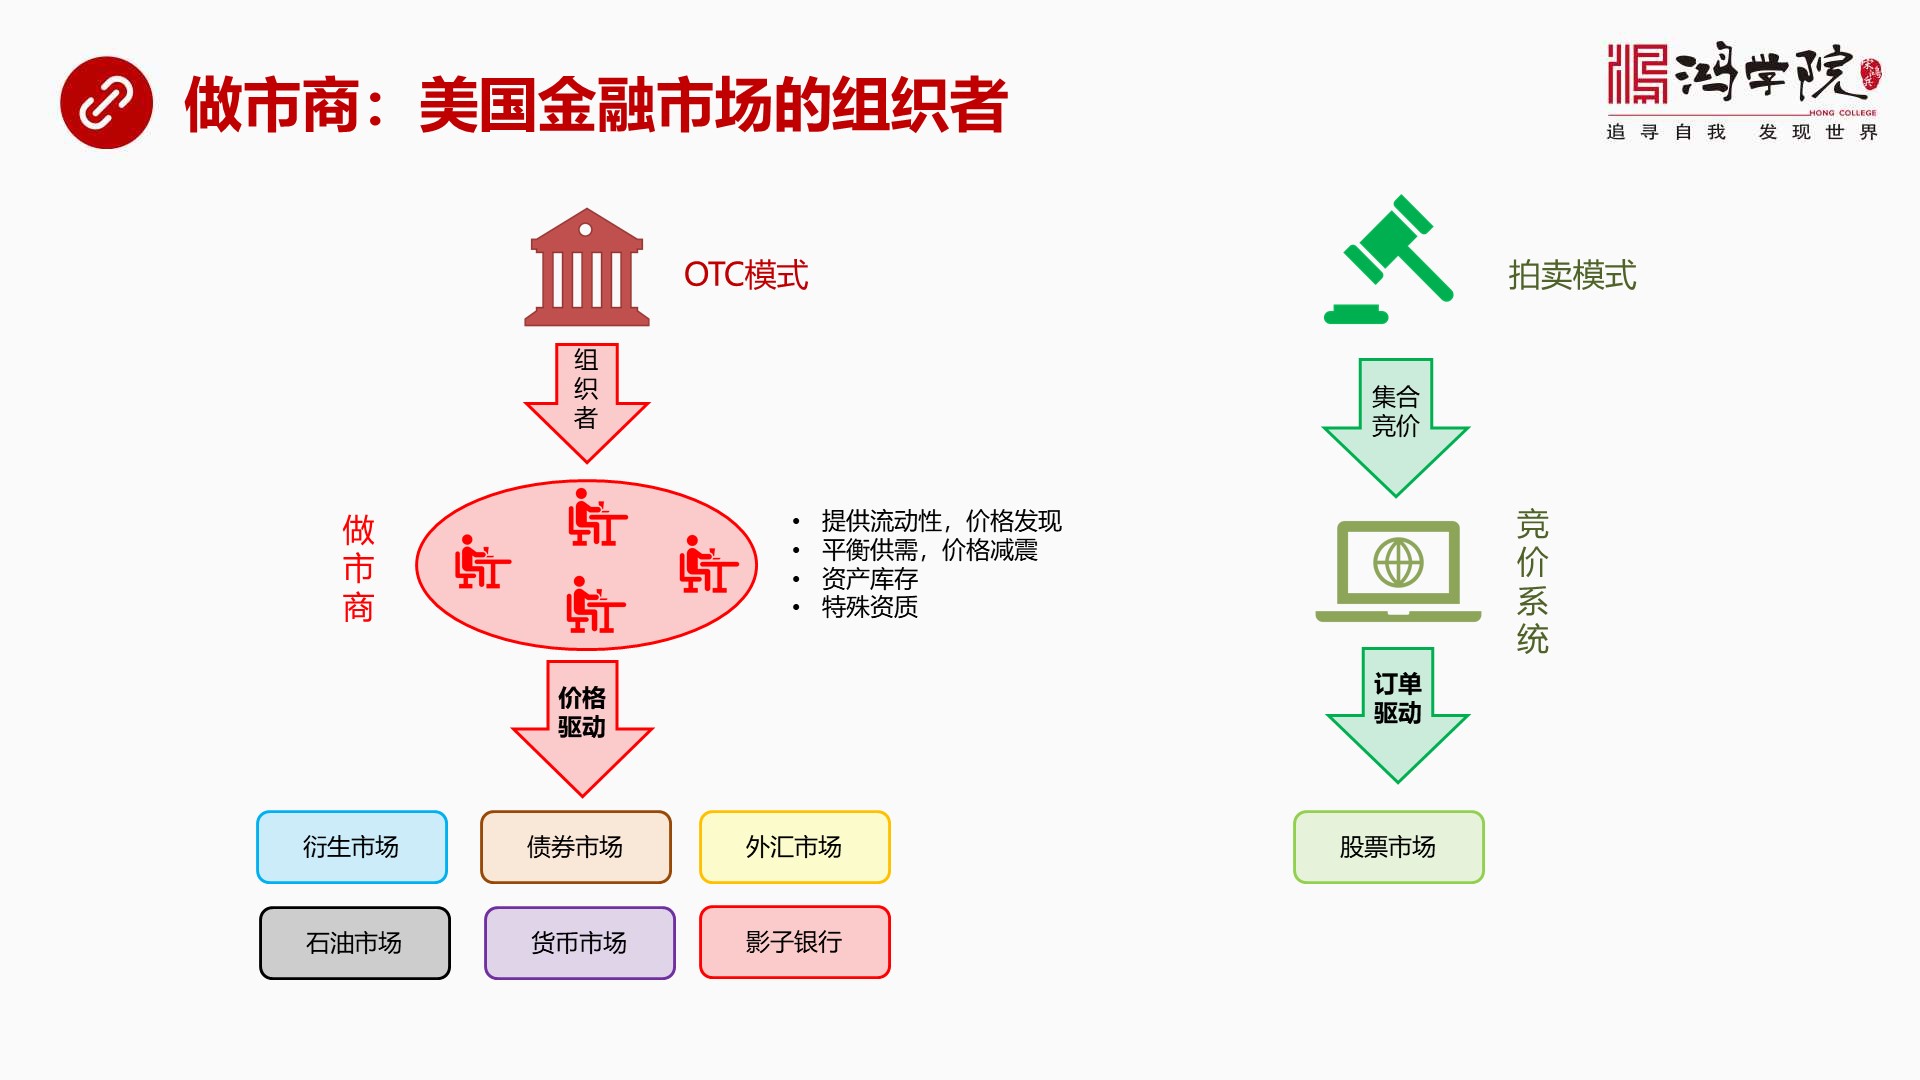 做市商：美国金融市场的组织者
鸿学院
宋鸿兵
HONG COLLEGE
追寻自我 发现世界
OTC模式
组
织
者
做
市
商
• 提供流动性，价格发现
• 平衡供需，价格减震
• 资产库存
• 特殊资质
价格
驱动
衍生市场
债券市场
外汇市场
石油市场
货币市场
影子银行
拍卖模式
集合
竞价
竞
价
系
统
订单
驱动
股票市场